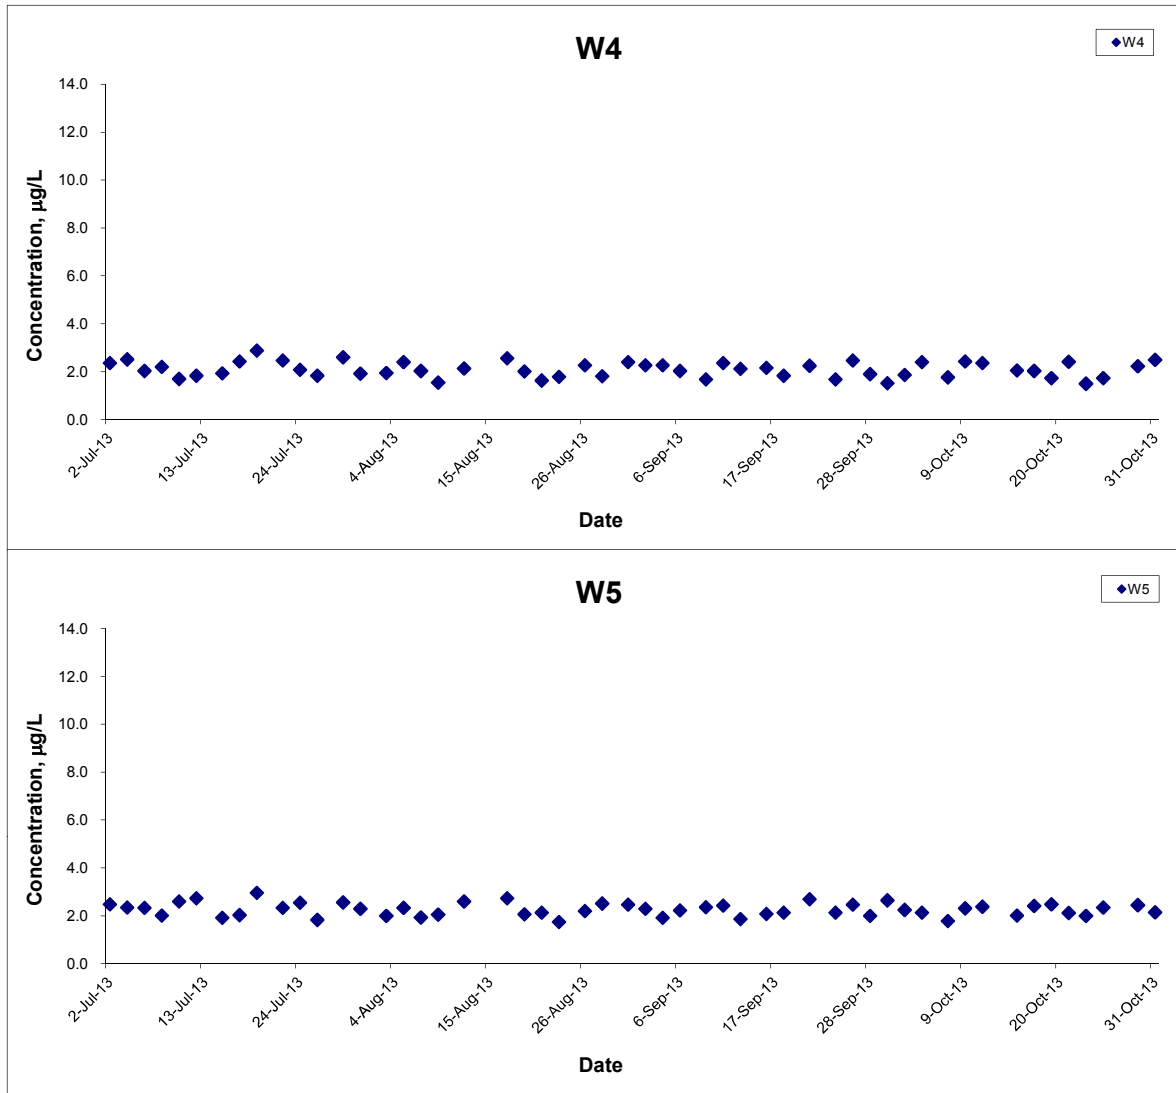 W4
W4
14.0
12.0
10.0
8.0
6.0
4.0
2.0
0.0
Concentration, µg/L
2-Jul-13
13-Jul-13
24-Jul-13
4-Aug-13
15-Aug-13
26-Aug-13
6-Sep-13
17-Sep-13
28-Sep-13
9-Oct-13
20-Oct-13
31-Oct-13
Date
W5
W5
14.0
12.0
10.0
8.0
6.0
4.0
2.0
0.0
Concentration, µg/L
2-Jul-13
13-Jul-13
24-Jul-13
4-Aug-13
15-Aug-13
26-Aug-13
6-Sep-13
17-Sep-13
28-Sep-13
9-Oct-13
20-Oct-13
31-Oct-13
Date